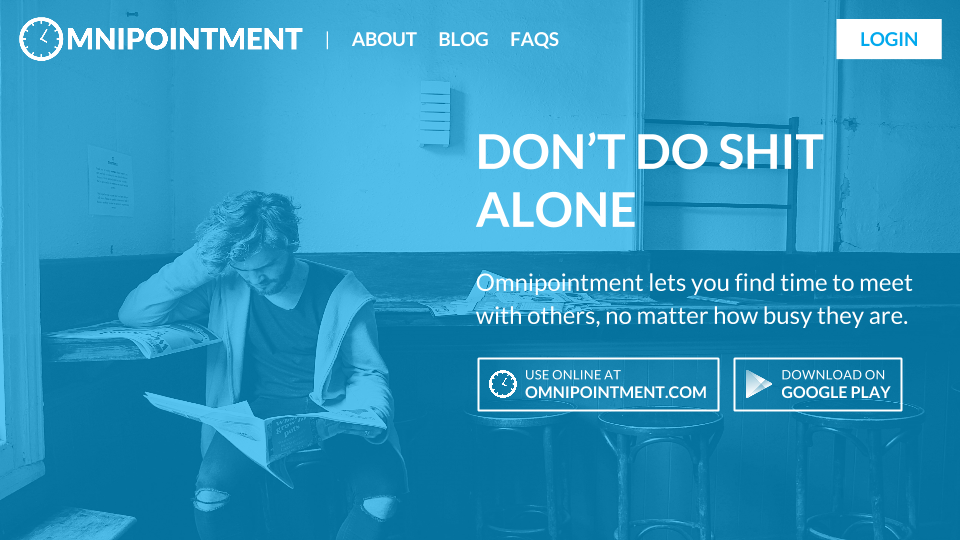 OMNIPOINTMENT | ABOUT BLOG FAQS LOGIN
DON'T DO SHIT
ALONE
Omnipointment lets you find time to meet
with others, no matter how busy they are.
USE ONLINE AT
OMNIPOINTMENT.COM
DOWNLOAD ON
GOOGLE PLAY